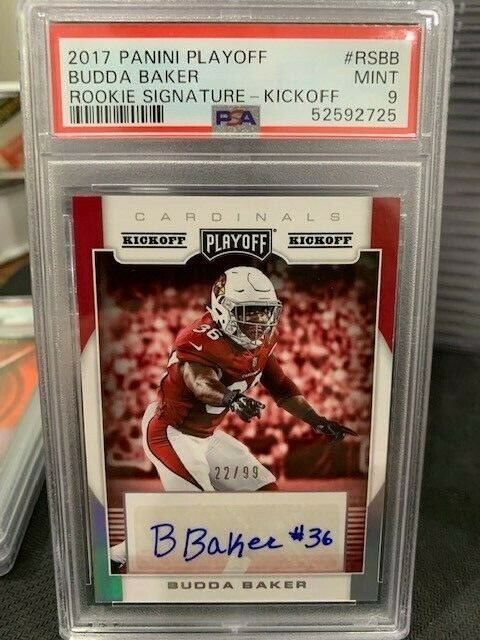 2017 PANINI PLAYOFF #RSBB
BUDDA BAKER MINT
ROOKIE SIGNATURE - KICKOFF 9
PSA 52592725
CARDINALS
KICKOFF PLAYOFF KICKOFF
36
22/99
B Baker #36
BUDDA BAKER